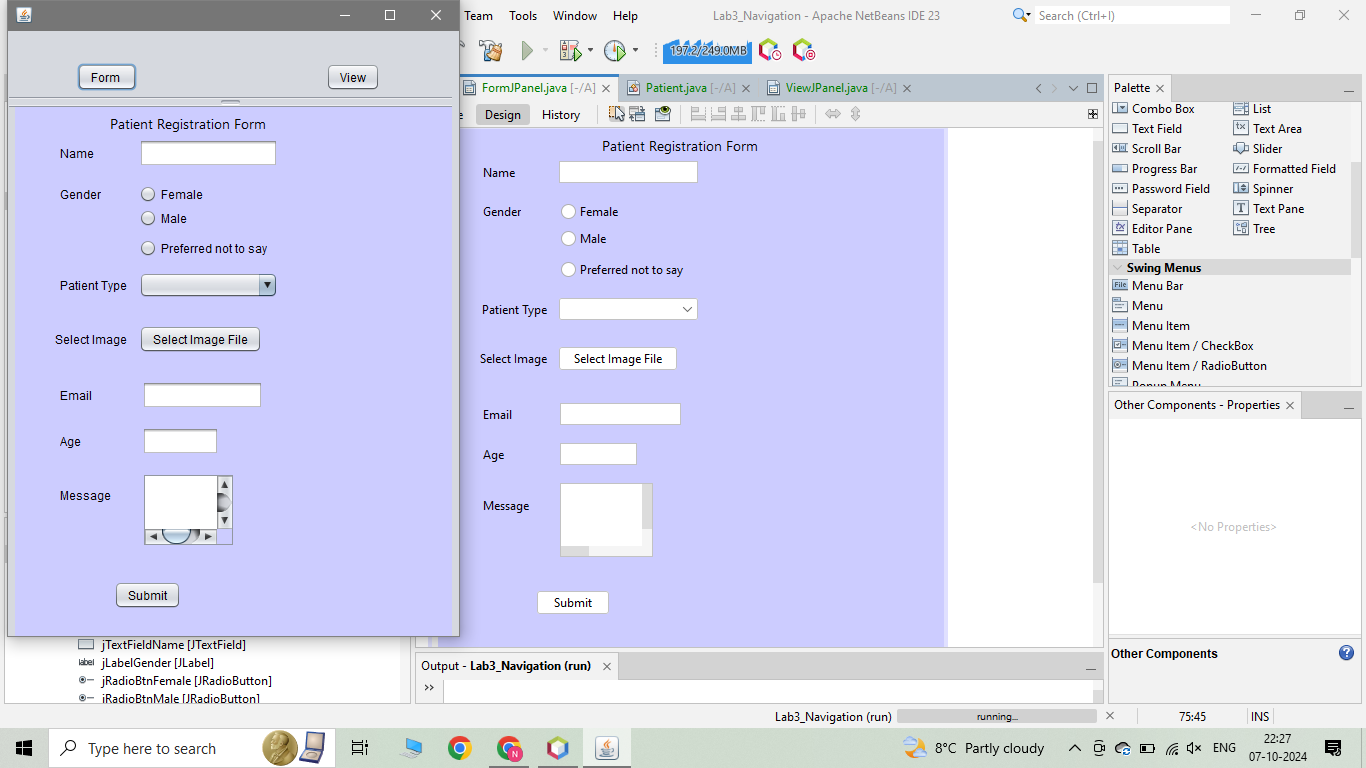 Team Tools Window Help
Lab3_Navigation - Apache NetBeans IDE 23
Search (Ctrl+I)
197.2/249.0MB
Form
View
Patient Registration Form
Name
Gender
Female
Male
Preferred not to say
Patient Type
Select Image
Select Image File
Email
Age
Message
Submit
FormJPanel.java [-/A]
Patient.java [-/A]
ViewJPanel.java [-/A]
Design
History
Patient Registration Form
Name
Gender
Female
Male
Preferred not to say
Patient Type
Select Image
Select Image File
Email
Age
Message
Submit
Palette
Combo Box
List
Text Field
Text Area
Scroll Bar
Slider
Progress Bar
Formatted Field
Password Field
Spinner
Separator
Text Pane
Editor Pane
Tree
Table
Swing Menus
File
Menu Bar
Menu
Menu Item
Menu Item / CheckBox
Menu Item / RadioButton
Popup Menu
Other Components - Properties
<No Properties>
Other Components
jTextFieldName [JTextField]
label
jLabelGender [JLabel]
jRadioBtnFemale [JRadioButton]
jRadioBtnMale [JRadioButton]
Output - Lab3_Navigation (run)
>>
Lab3_Navigation (run)
running...
75:45
INS
Type here to search
N
8°C Partly cloudy
ENG
22:27
07-10-2024